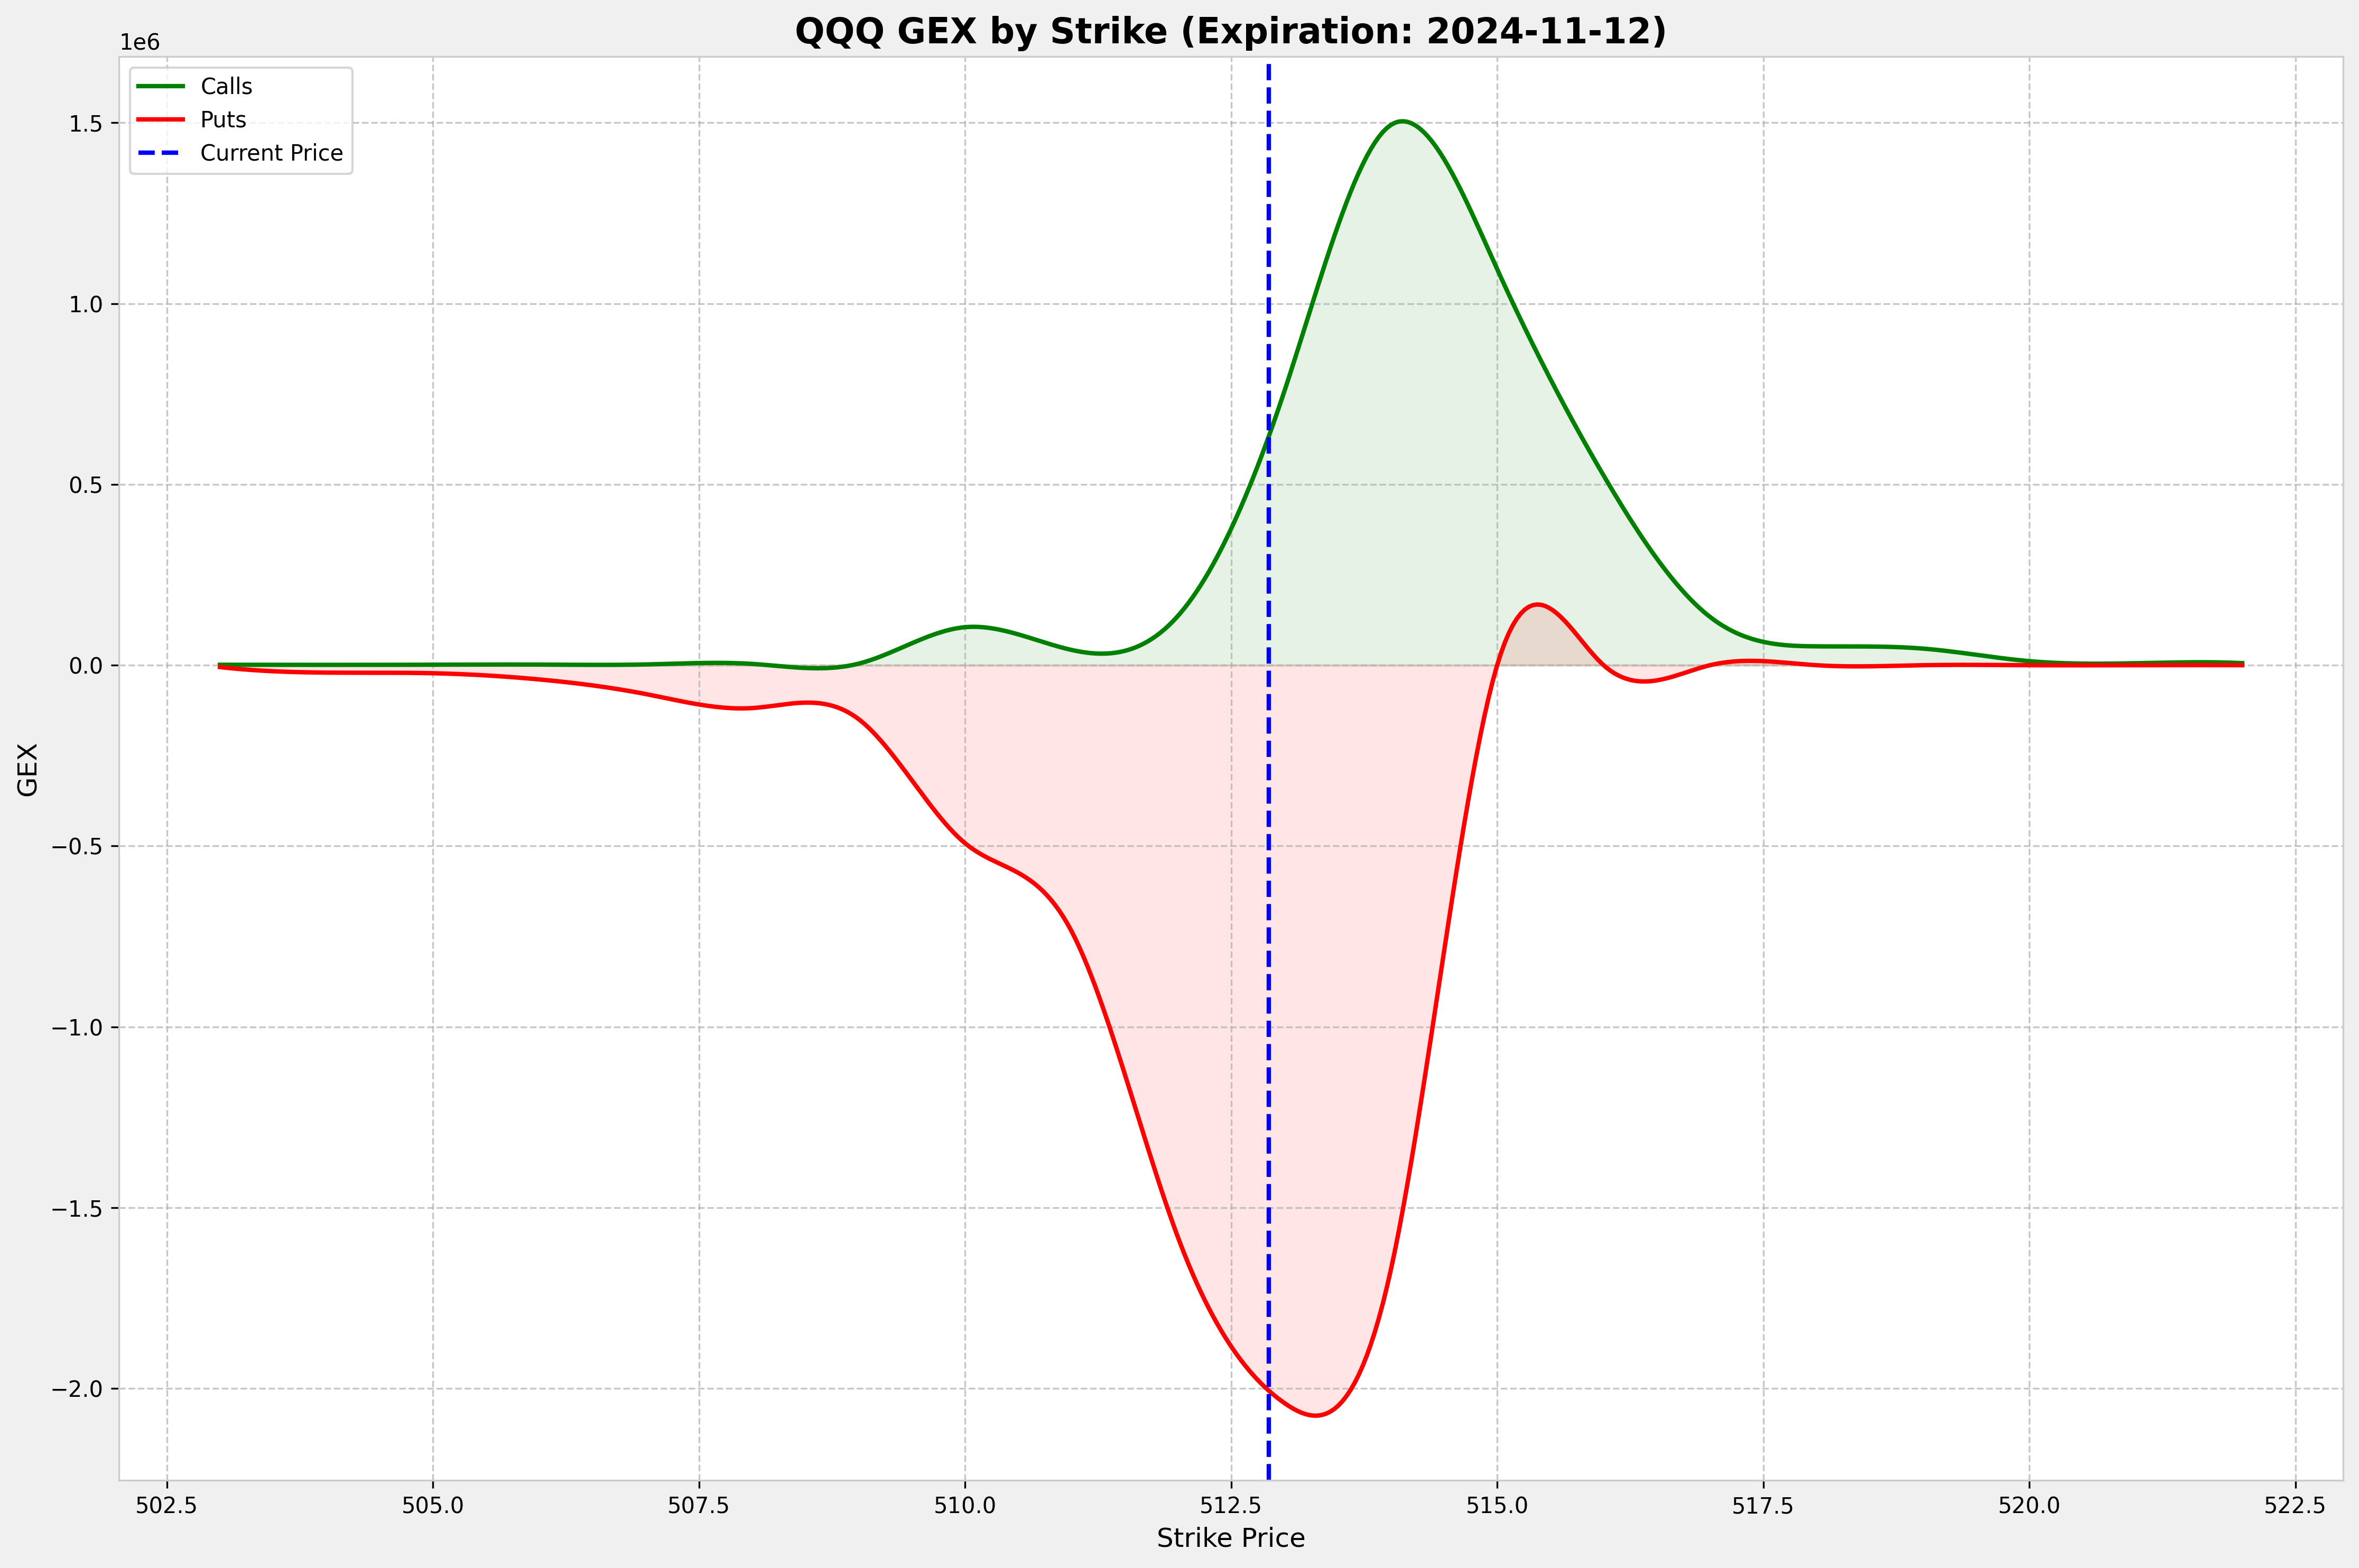 QQQ GEX by Strike (Expiration: 2024-11-12)
1e6
Calls
Puts
Current Price
1.5
1.0
0.5
0.0
−0.5
−1.0
−1.5
−2.0
GEX
502.5 505.0 507.5 510.0 512.5 515.0 517.5 520.0 522.5
Strike Price